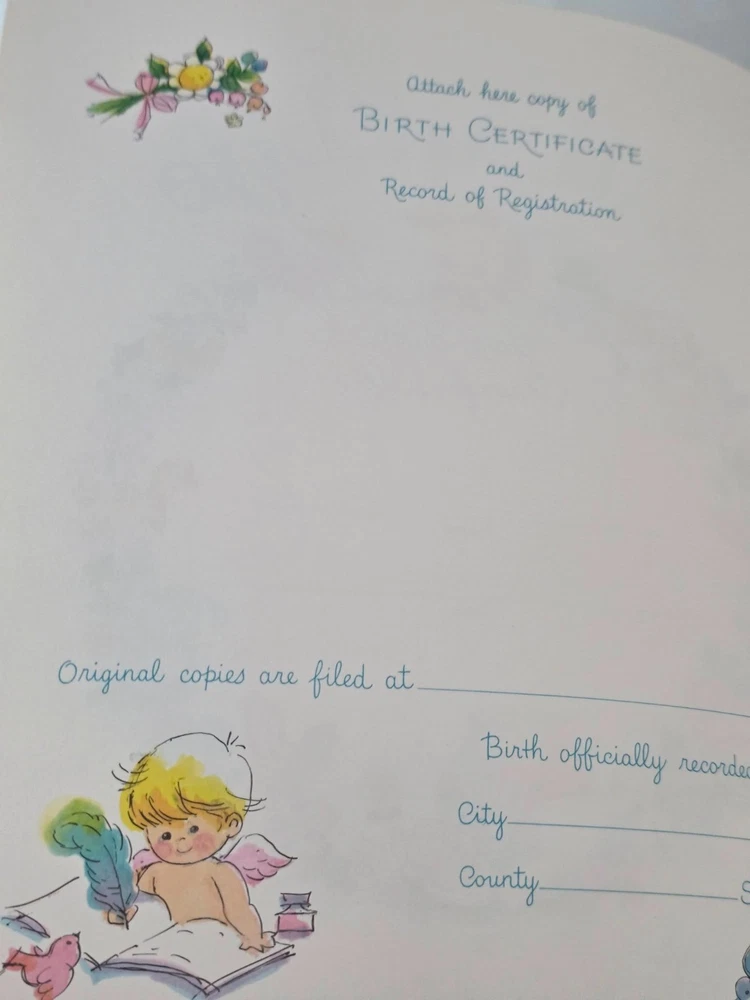 Attach here copy of
BIRTH CERTIFICATE
and
Record of Registration
Original copies are filed at
Birth officially recorded
City
County